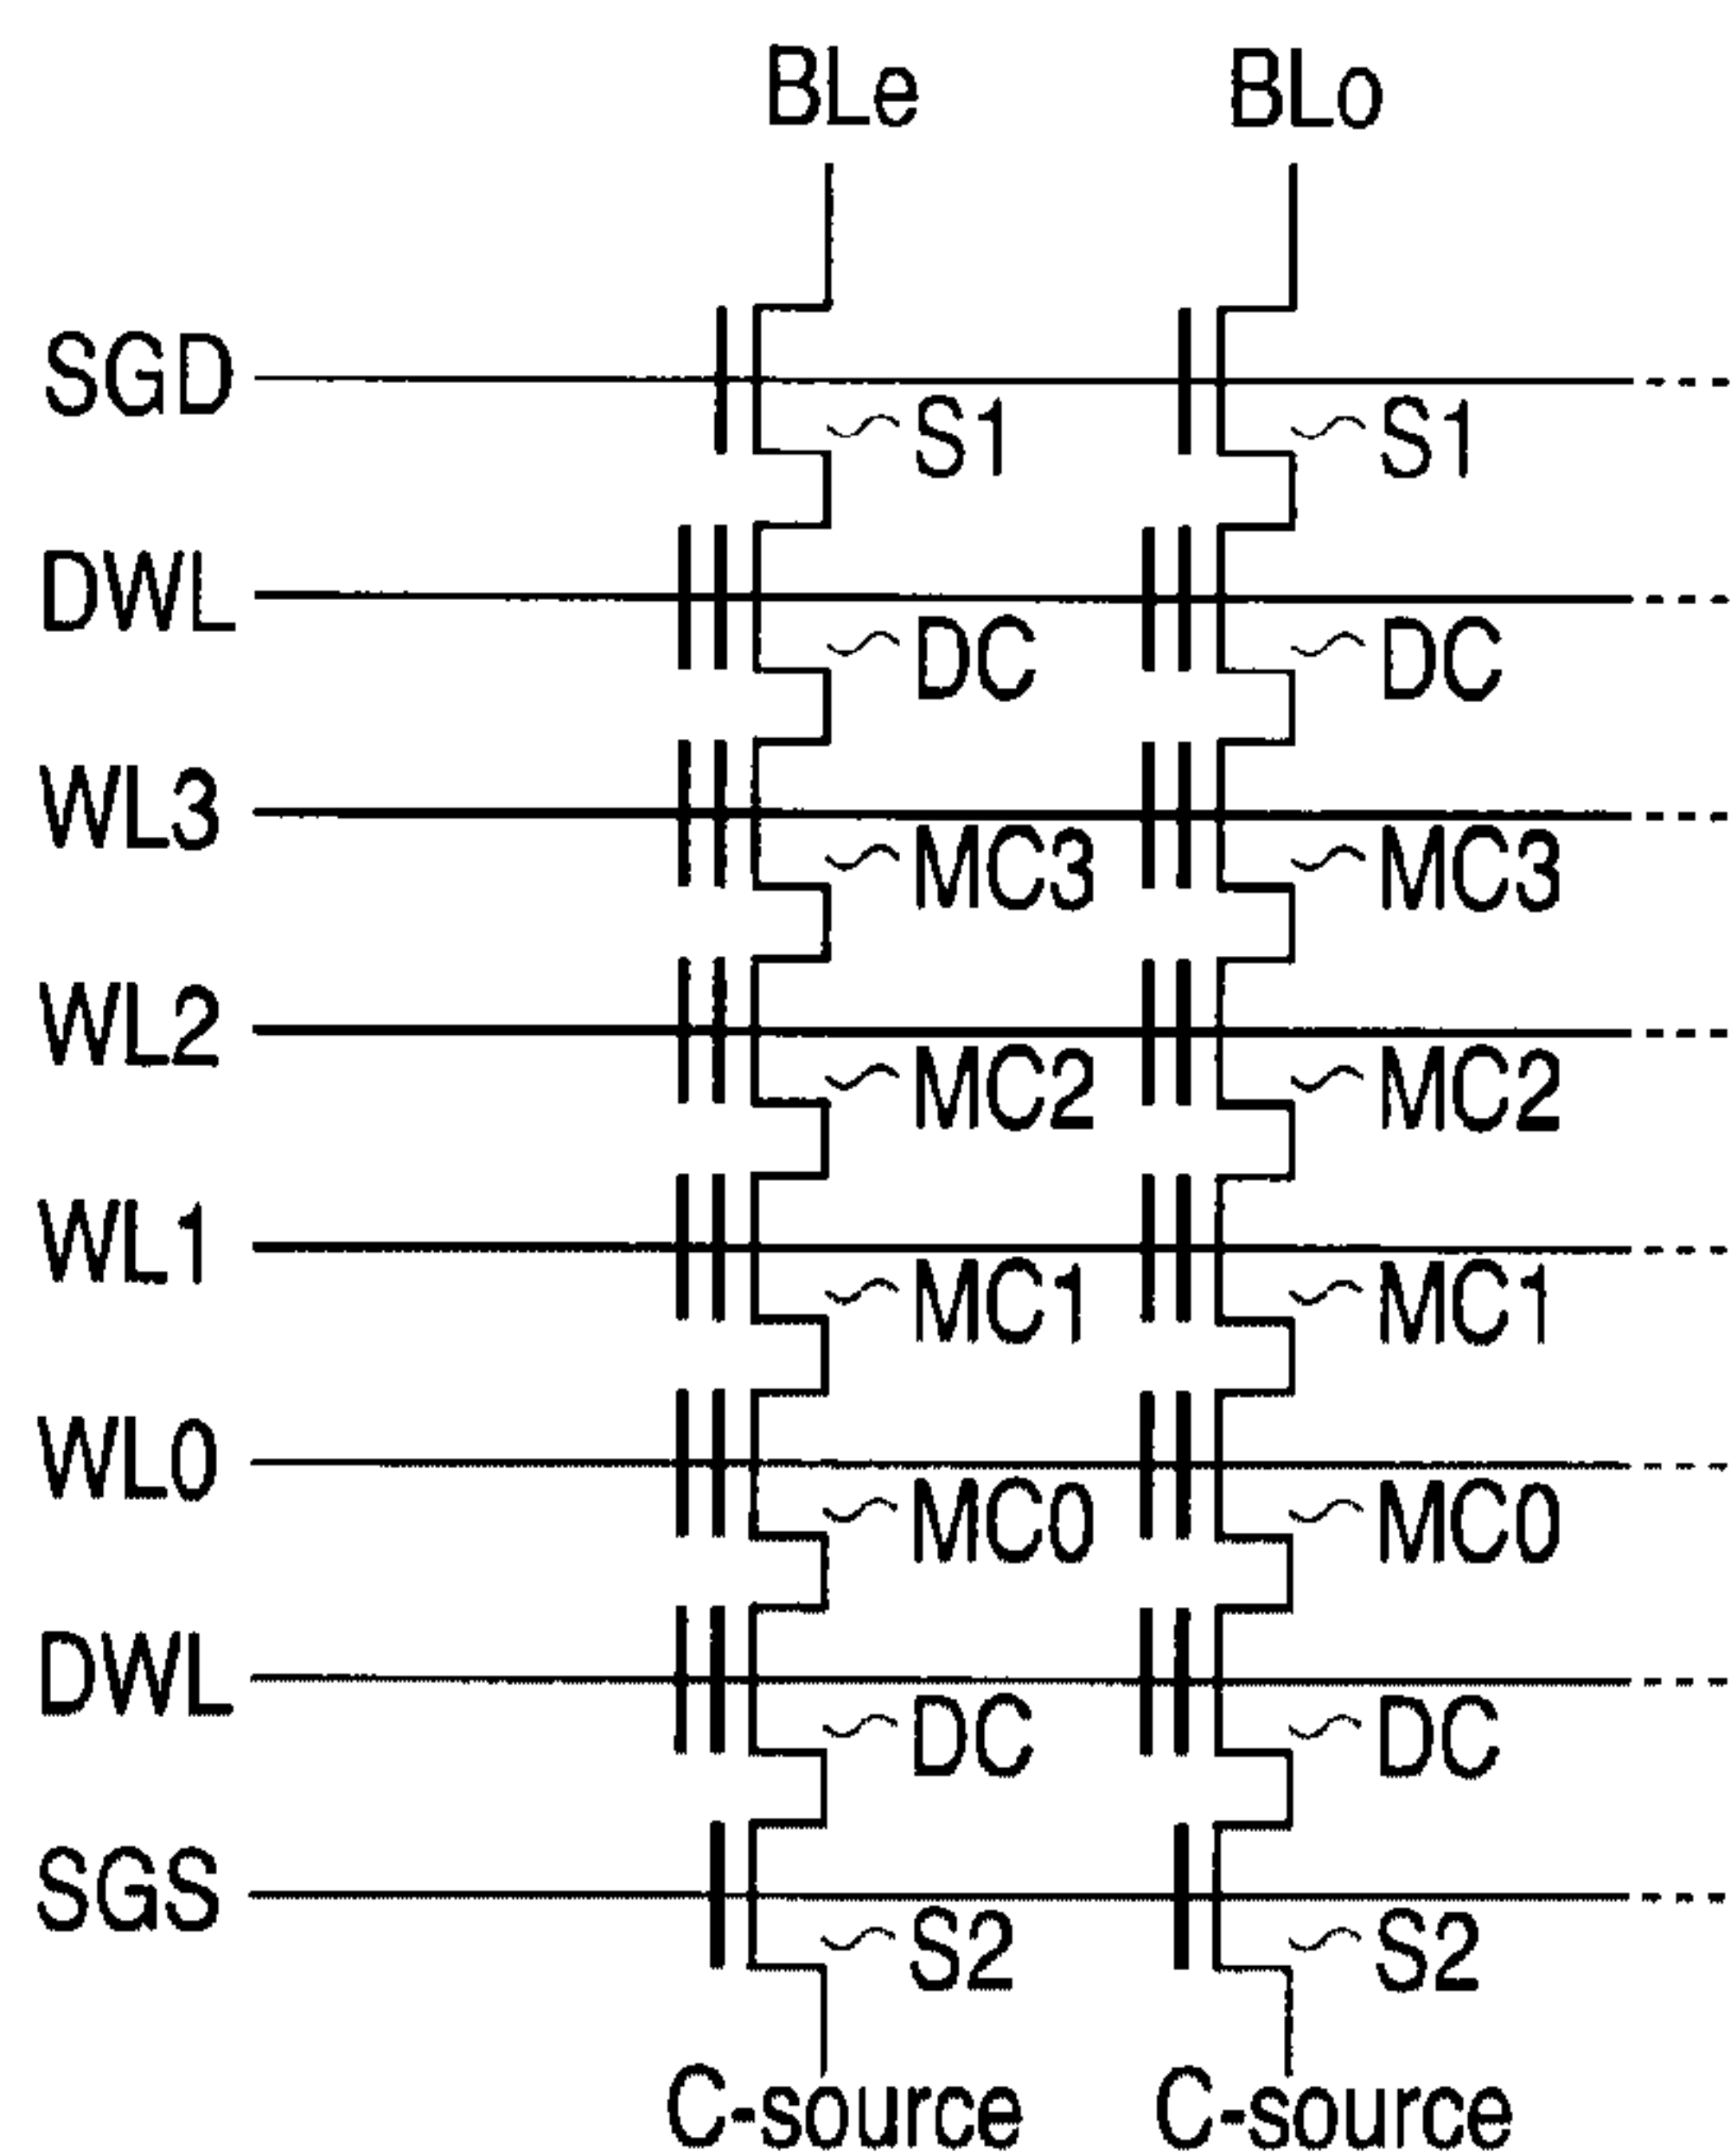 BLe BLo
SGD
S1 S1
DWL
DC DC
WL3
MC3 MC3
WL2
MC2 MC2
WL1
MC1 MC1
WL0
MC0 MC0
DWL
DC DC
SGS
S2 S2
C-source C-source